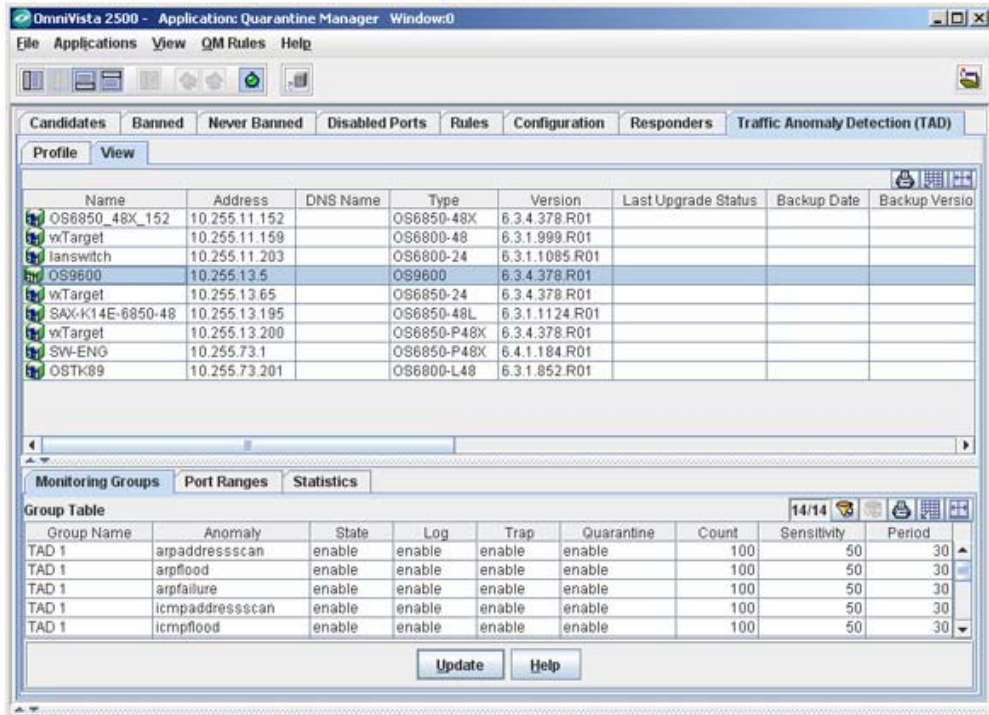 OmniVista 2500 - Application: Quarantine Manager Window:0
File Applications View QM Rules Help
Candidates Banned Never Banned Disabled Ports Rules Configuration Responders Traffic Anomaly Detection (TAD)
Profile View
Name Address DNS Name Type Version Last Upgrade Status Backup Date Backup Versio
OS6850_48X_152 10.255.11.152 OS6850-48X 6.3.4.378.R01
vxTarget 10.255.11.159 OS6800-48 6.3.1.999.R01
lanswitch 10.255.11.203 OS6800-24 6.3.1.1085.R01
OS9600 10.255.13.5 OS9600 6.3.4.378.R01
vxTarget 10.255.13.65 OS6850-24 6.3.4.378.R01
SAX-K14E-6850-48 10.255.13.195 OS6850-48L 6.3.1.1124.R01
vxTarget 10.255.13.200 OS6850-P48X 6.3.4.378.R01
SW-ENG 10.255.73.1 OS6850-P48X 6.4.1.184.R01
OSTK89 10.255.73.201 OS6800-L48 6.3.1.852.R01
Monitoring Groups Port Ranges Statistics
Group Table 14/14
Group Name Anomaly State Log Trap Quarantine Count Sensitivity Period
TAD 1 arpaddressscan enable enable enable enable 100 50 30
TAD 1 arpflood enable enable enable enable 100 50 30
TAD 1 arpfailure enable enable enable enable 100 50 30
TAD 1 icmpaddressscan enable enable enable enable 100 50 30
TAD 1 icmpflood enable enable enable enable 100 50 30
Update Help